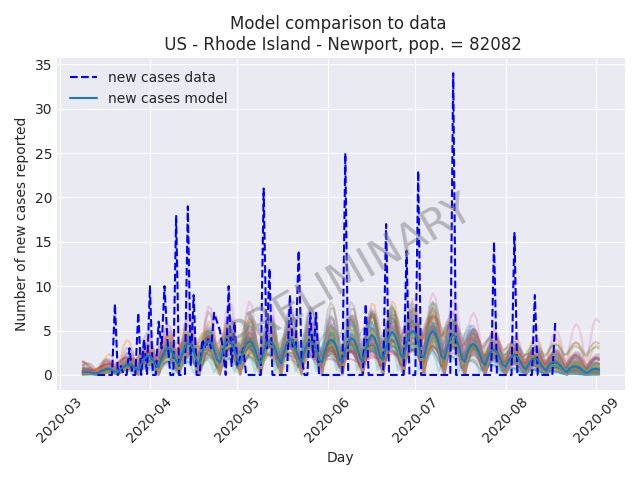 Model comparison to data
US - Rhode Island - Newport, pop. = 82082
new cases data
new cases model
Number of new cases reported
35
30
25
20
15
10
5
0
PRELIMINARY
2020-03
2020-04
2020-05
2020-06
2020-07
2020-08
2020-09
Day